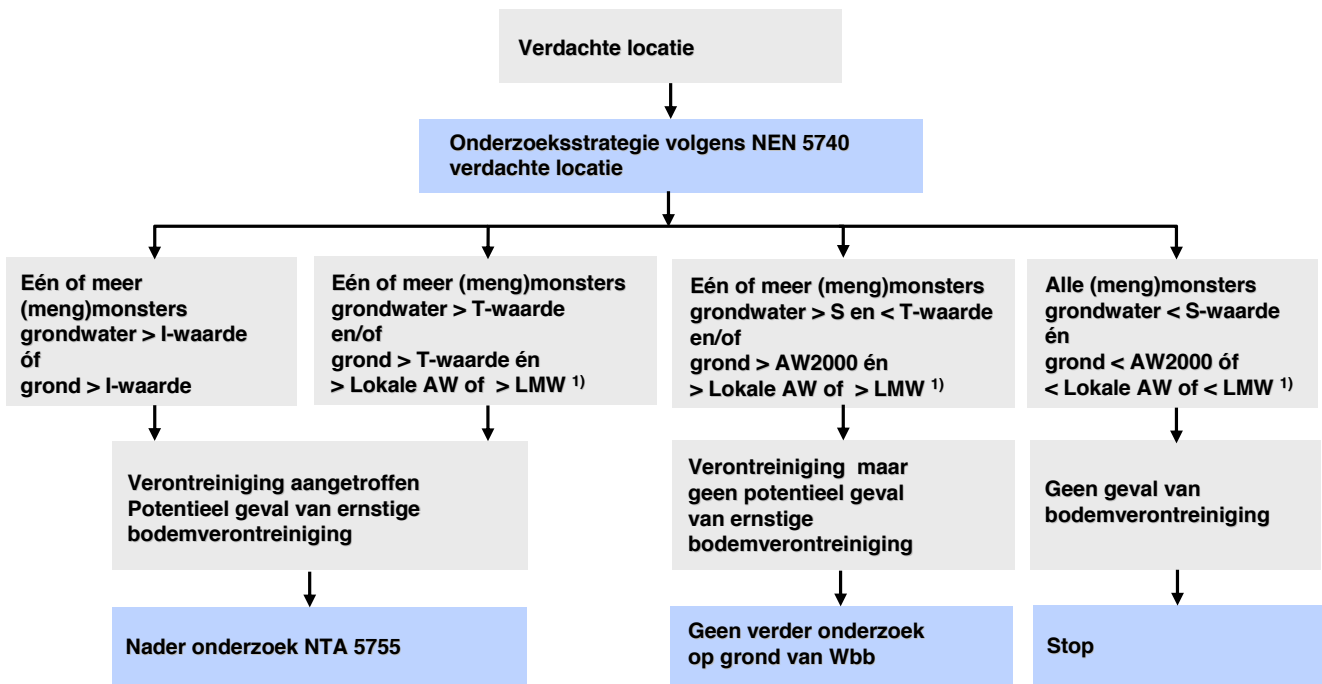 Verdachte locatie
Onderzoeksstrategie volgens NEN 5740
verdachte locatie
Eén of meer
(meng)monsters
grondwater > I-waarde
óf
grond > I-waarde
Eén of meer (meng)monsters
grondwater > T-waarde
en/of
grond > T-waarde én
> Lokale AW of > LMW 1)
Eén of meer (meng)monsters
grondwater > S en < T-waarde
en/of
grond > AW2000 én
> Lokale AW of > LMW 1)
Alle (meng)monsters
grondwater < S-waarde
én
grond < AW2000 óf
< Lokale AW of < LMW 1)
Verontreiniging aangetroffen
Potentieel geval van ernstige
bodemverontreiniging
Verontreiniging maar
geen potentieel geval
van ernstige
bodemverontreiniging
Geen geval van
bodemverontreiniging
Nader onderzoek NTA 5755
Geen verder onderzoek
op grond van Wbb
Stop